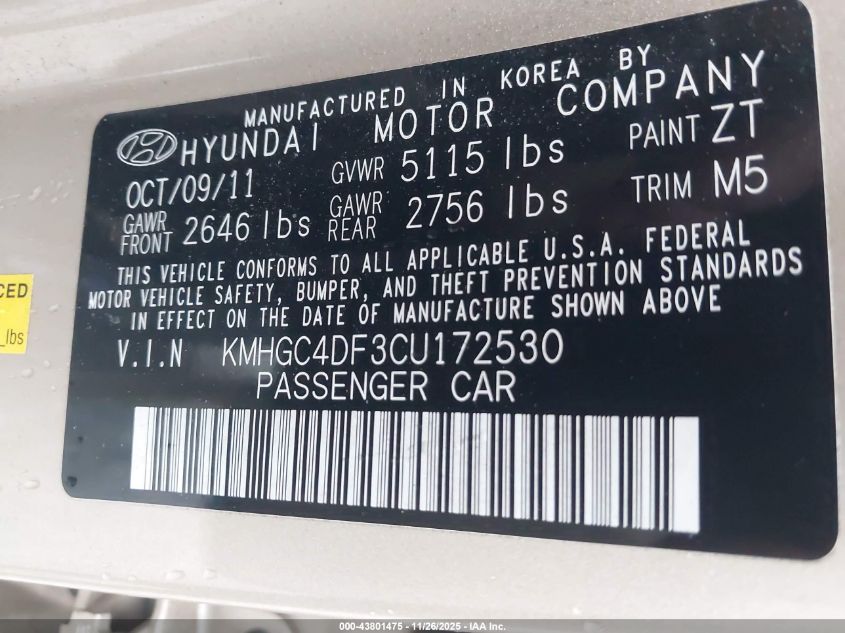 MANUFACTURED IN KOREA BY
HYUNDAI MOTOR COMPANY
OCT/09/11 GVWR 5115 lbs PAINT ZT
GAWR FRONT 2646 lbs GAWR REAR 2756 lbs TRIM M5
THIS VEHICLE CONFORMS TO ALL APPLICABLE U.S.A. FEDERAL
MOTOR VEHICLE SAFETY, BUMPER, AND THEFT PREVENTION STANDARDS
IN EFFECT ON THE DATE OF MANUFACTURE SHOWN ABOVE
V.I.N KMHGC4DF3CU172530
PASSENGER CAR
lbs
000-43801475 - 11/26/2025 - IAA Inc.